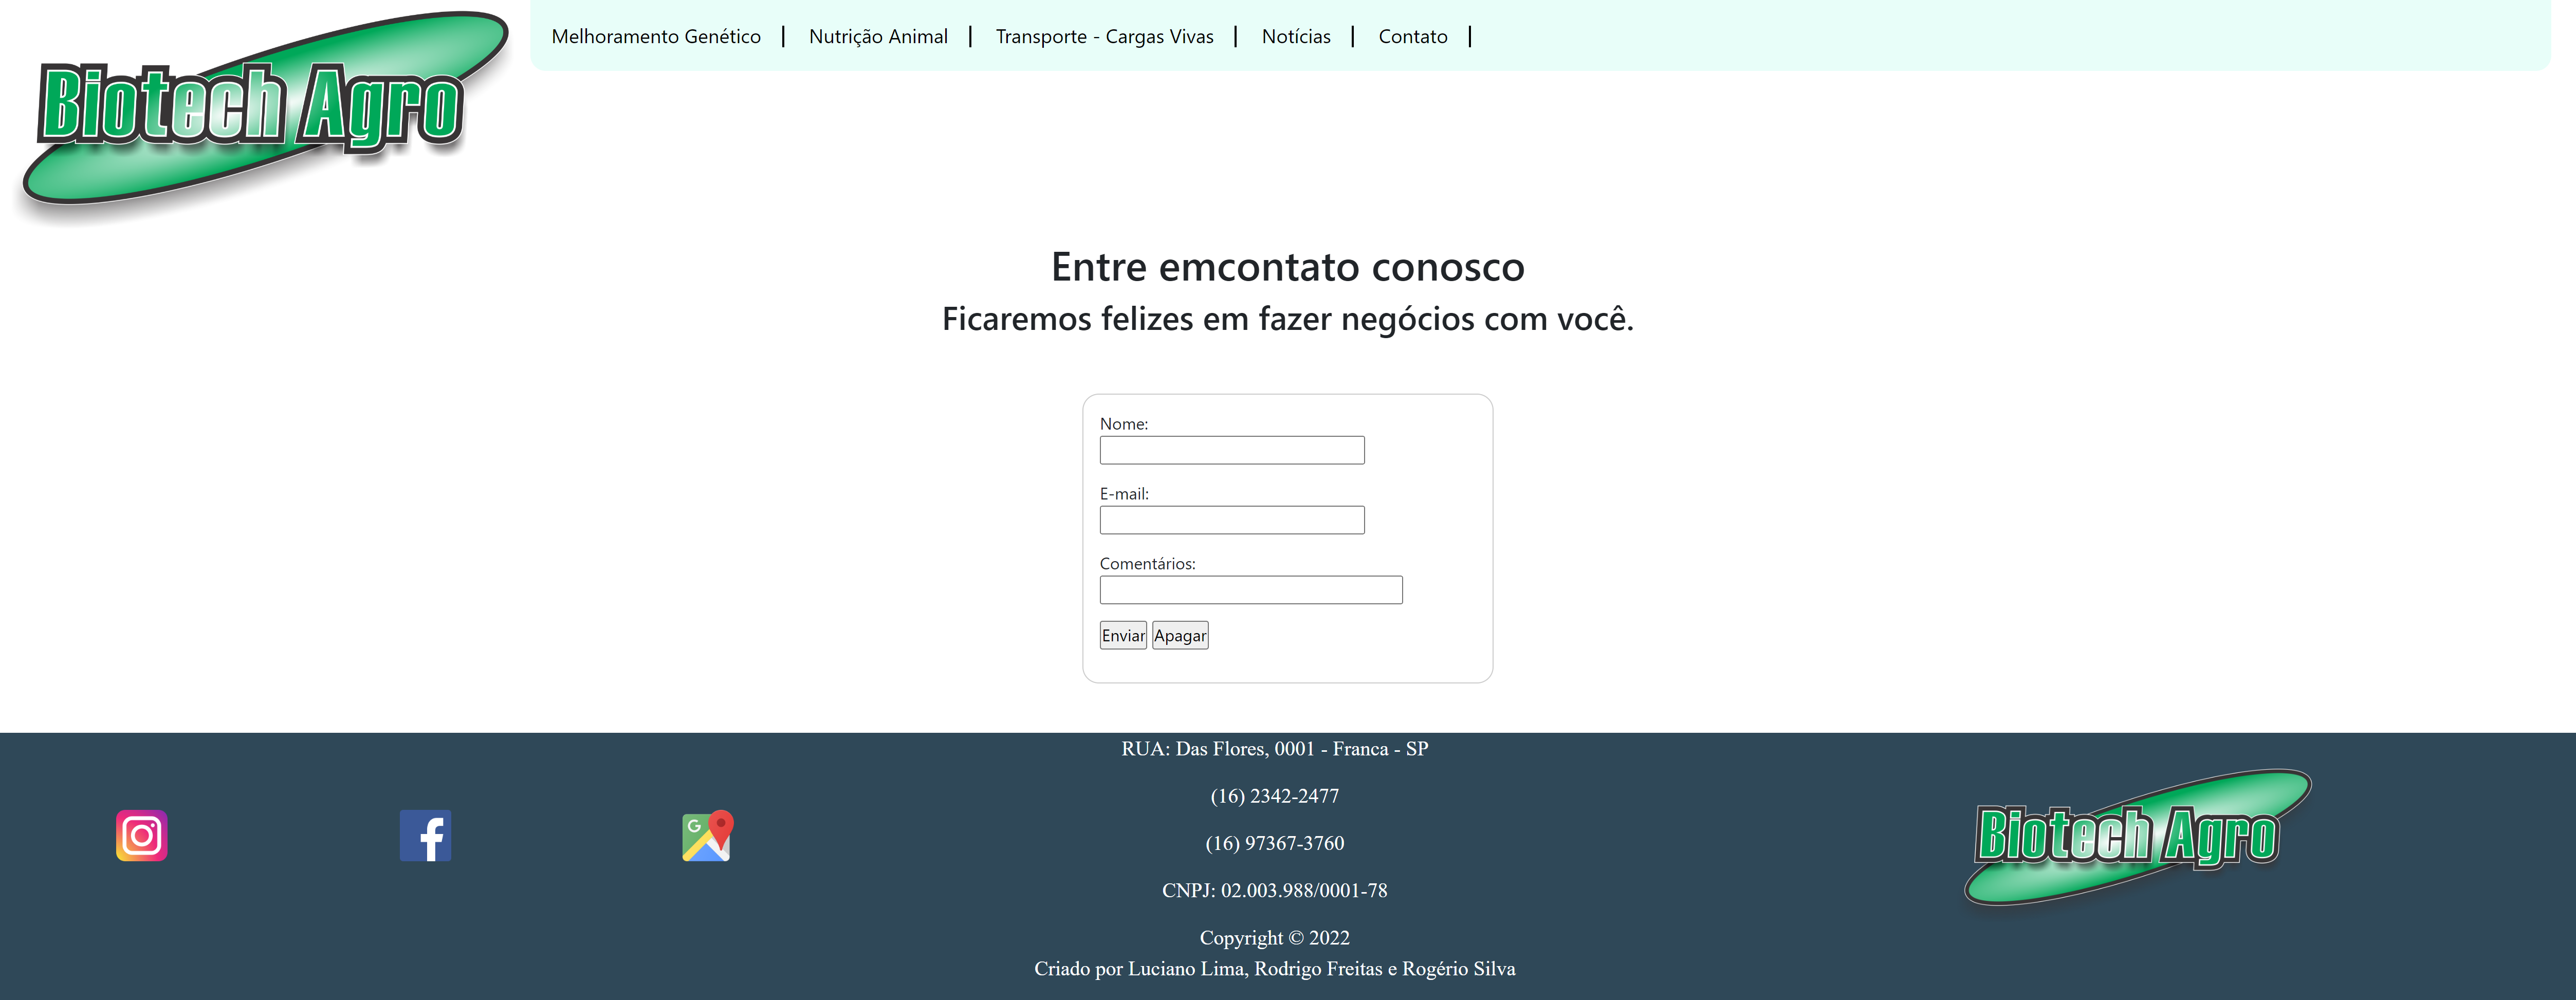 Biotech Agro
Melhoramento Genético | Nutrição Animal | Transporte - Cargas Vivas | Notícias | Contato |
Entre emcontato conosco
Ficaremos felizes em fazer negócios com você.
Nome:
E-mail:
Comentários:
Enviar Apagar
RUA: Das Flores, 0001 - Franca - SP
(16) 2342-2477
(16) 97367-3760
CNPJ: 02.003.988/0001-78
Copyright © 2022
Criado por Luciano Lima, Rodrigo Freitas e Rogério Silva
G
Biotech Agro